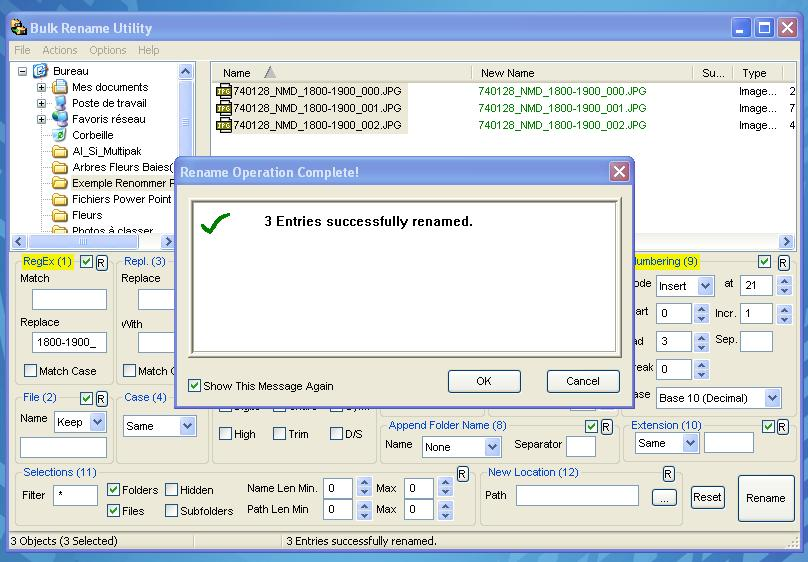 Bulk Rename Utility
File Actions Options Help
Bureau
Mes documents
Poste de travail
Favoris réseau
Corbeille
Al_Si_Multipak
Arbres Fleurs Baies(
Exemple Renommer
Fichiers Power Point
Fleurs
Photos à classer
Name New Name Su... Type
740128_NMD_1800-1900_000.JPG 740128_NMD_1800-1900_000.JPG Image... 2
740128_NMD_1800-1900_001.JPG 740128_NMD_1800-1900_001.JPG Image... 7
740128_NMD_1800-1900_002.JPG 740128_NMD_1800-1900_002.JPG Image... 4
Rename Operation Complete!
3 Entries successfully renamed.
Show This Message Again
OK Cancel
RegEx (1) R
Match
Replace
1800-1900_
Match Case
Repl. (3)
Replace
With
Match
umbering (9) R
ode Insert at 21
art 0 Incr. 1
ad 3 Sep.
reak 0
ase Base 10 (Decimal)
File (2) R
Name Keep
Case (4)
Same
High Trim D/S
Append Folder Name (8) R
Name None Separator
Extension (10) R
Same
Selections (11) R
Filter * Folders Hidden Name Len Min. 0 Max 0
Files Subfolders Path Len Min 0 Max 0
New Location (12) R
Path ... Reset Rename
3 Objects (3 Selected) 3 Entries successfully renamed.